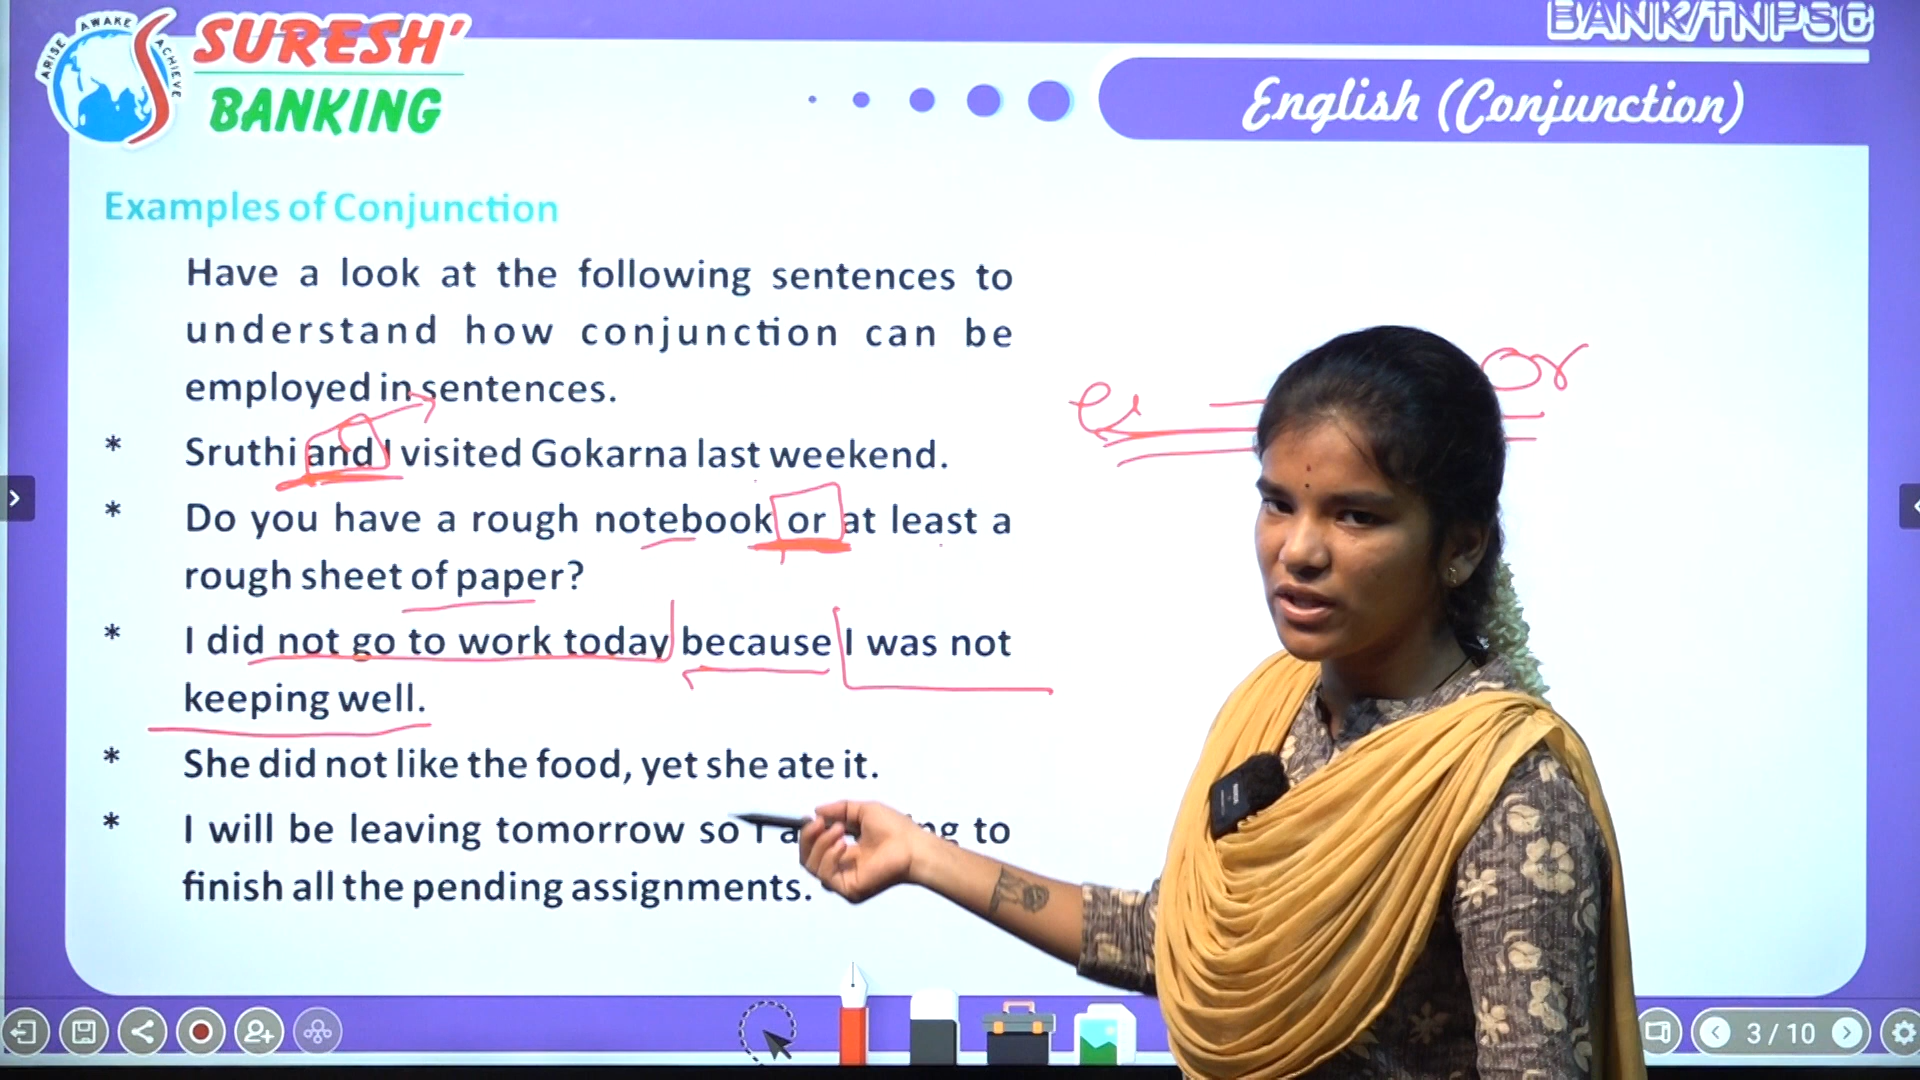 ARISE AWAKE ACHIEVE
SURESH'
BANKING
BANK/TNPSC
English (Conjunction)
Examples of Conjunction
Have a look at the following sentences to
understand how conjunction can be
employed in sentences.
* Sruthi and I visited Gokarna last weekend.
* Do you have a rough notebook or at least a
rough sheet of paper?
* I did not go to work today because I was not
keeping well.
* She did not like the food, yet she ate it.
* I will be leaving tomorrow so I to
finish all the pending assignments.
or
3 / 10